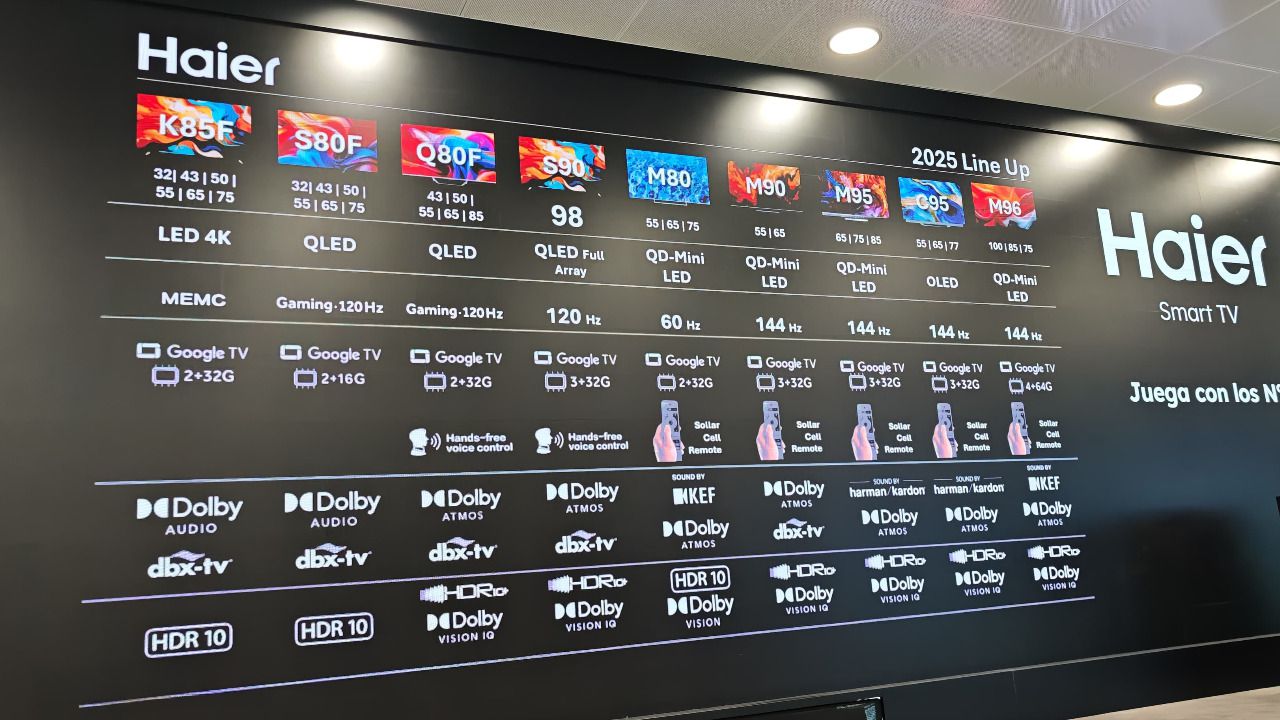 Haier
2025 Line Up
K85F S80F Q80F S90 M80 M90 M95 C95 M96
32| 43 | 50 | 55 | 65 | 75
32| 43 | 50 | 55 | 65 | 75
43 | 50 | 55 | 65 | 85
98
55 | 65 | 75
55 | 65
65 | 75 | 85
55 | 65 | 77
100 | 85 | 75
LED 4K
QLED
QLED
QLED Full Array
QD-Mini LED
QD-Mini LED
QD-Mini LED
OLED
QD-Mini LED
MEMC
Gaming·120Hz
Gaming·120Hz
120 Hz
60 Hz
144 Hz
144 Hz
144 Hz
144 Hz
Google TV
2+32G
Google TV
2+16G
Google TV
2+32G
Google TV
3+32G
Google TV
2+32G
Google TV
3+32G
Google TV
3+32G
Google TV
3+32G
Google TV
4+64G
Hands-free voice control
Hands-free voice control
Sollar Cell Remote
Sollar Cell Remote
Sollar Cell Remote
Sollar Cell Remote
Sollar Cell Remote
Dolby AUDIO
dbx-tv
Dolby AUDIO
dbx-tv
Dolby ATMOS
dbx-tv
Dolby ATMOS
dbx-tv
SOUND BY KEF
Dolby ATMOS
Dolby ATMOS
dbx-tv
SOUND BY harman/kardon
Dolby ATMOS
SOUND BY harman/kardon
Dolby ATMOS
SOUND BY KEF
Dolby ATMOS
HDR 10
HDR 10
HDR10+
Dolby VISION IQ
HDR10+
Dolby VISION IQ
HDR 10
Dolby VISION
HDR10+
Dolby VISION IQ
HDR10+
Dolby VISION IQ
HDR10+
Dolby VISION IQ
HDR10+
Dolby VISION IQ
Haier
Smart TV
Juega con los